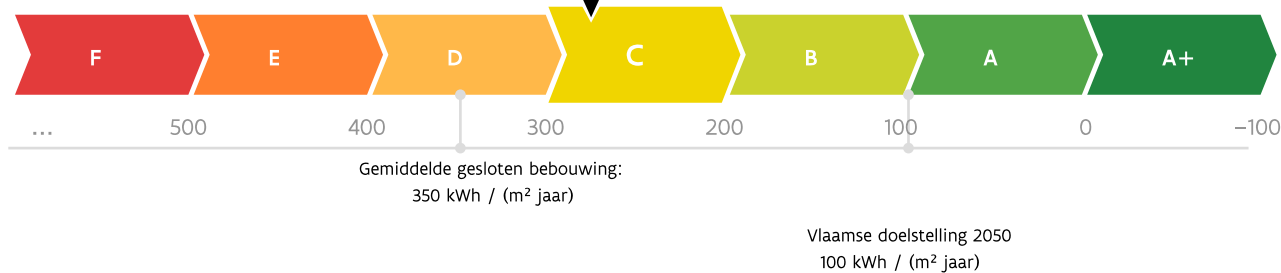 F E D C B A A+
... 500 400 300 200 100 0 −100
Gemiddelde gesloten bebouwing:
350 kWh / (m² jaar)
Vlaamse doelstelling 2050
100 kWh / (m² jaar)